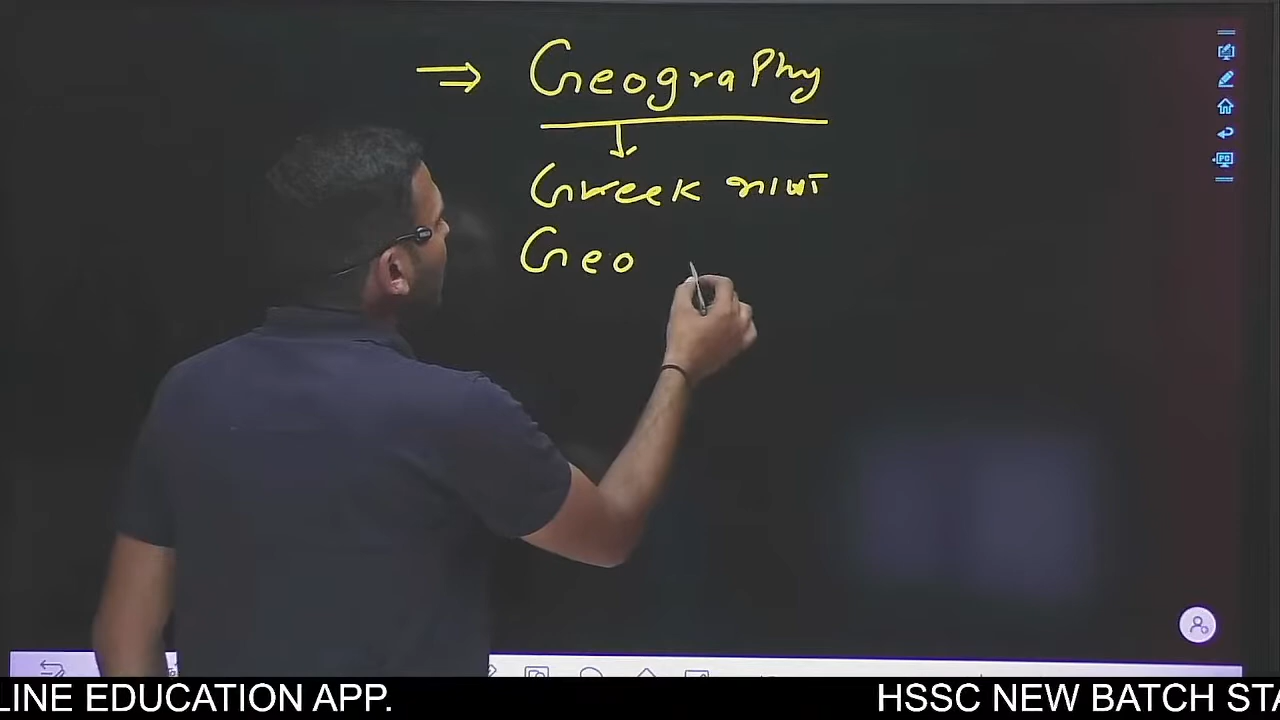 ⇒ Geography
Greek भाषा
Geo
LINE EDUCATION APP. HSSC NEW BATCH STA